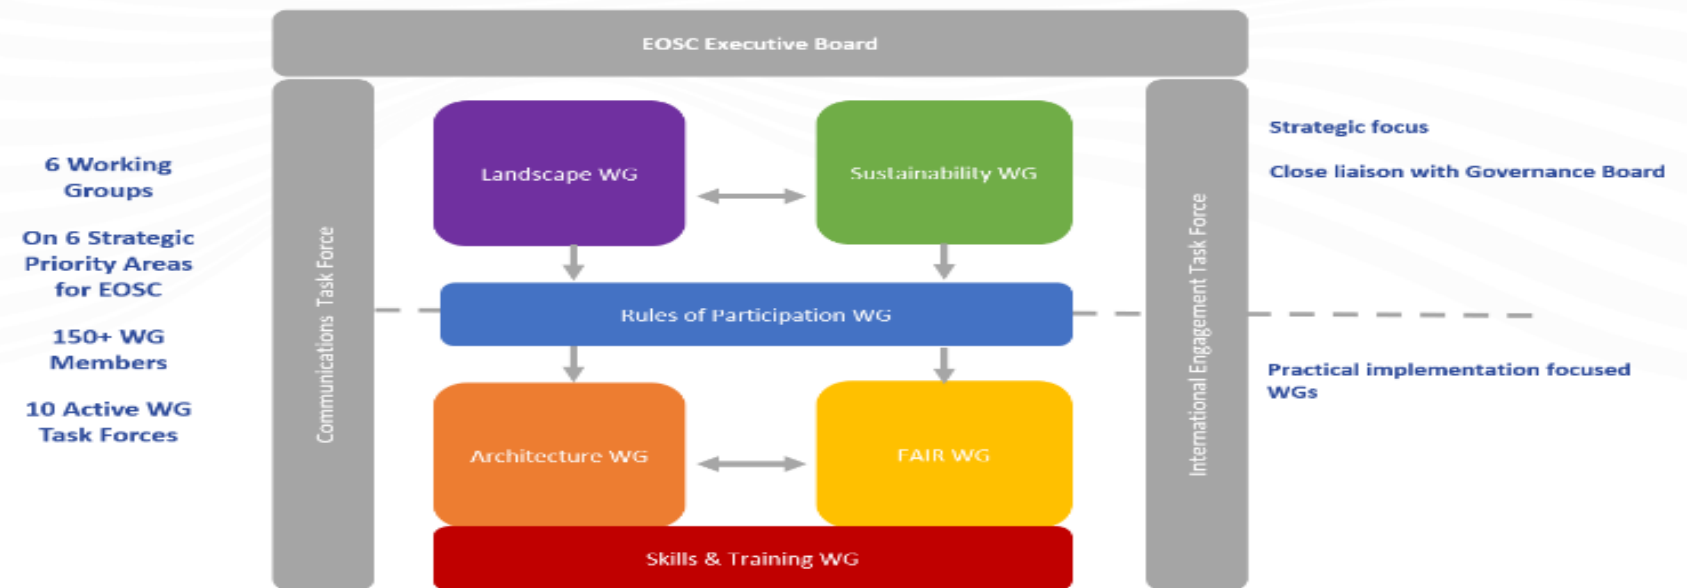 EOSC Executive Board
6 Working
Groups
On 6 Strategic
Priority Areas
for EOSC
150+ WG
Members
10 Active WG
Task Forces
Communications Task Force
Landscape WG
Sustainability WG
Rules of Participation WG
Architecture WG
FAIR WG
Skills & Training WG
International Engagement Task Force
Strategic focus
Close liaison with Governance Board
Practical implementation focused
WGs